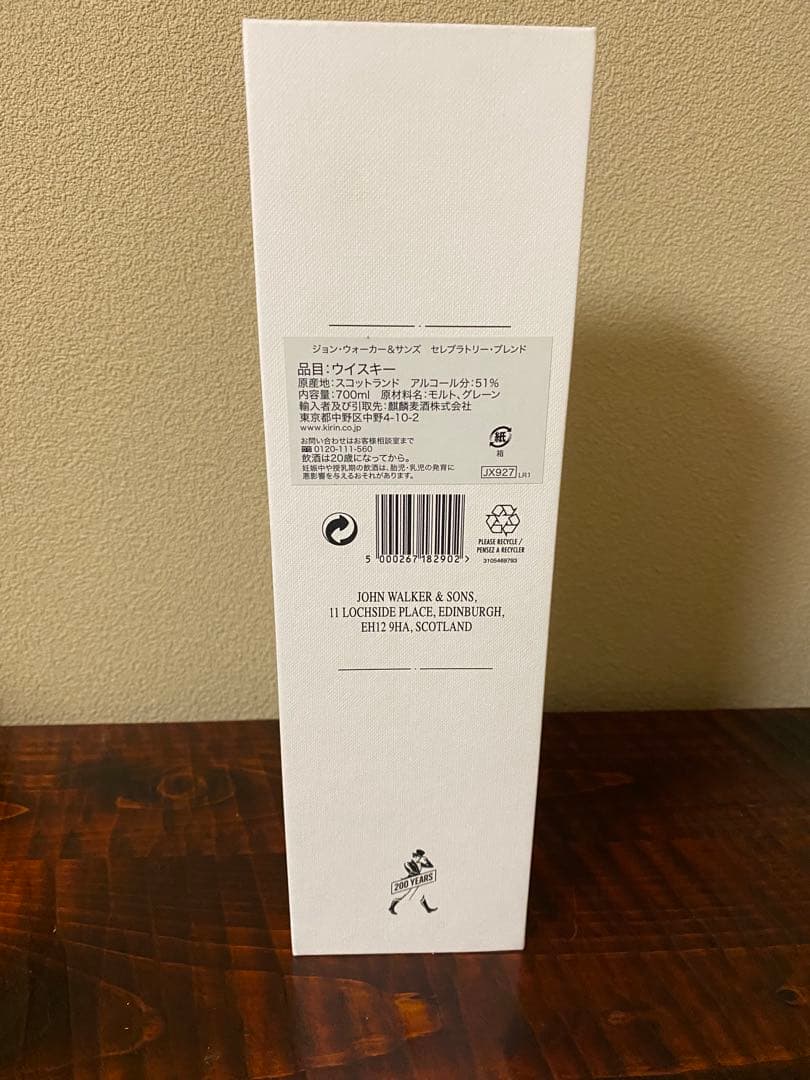 ジョン・ウォーカー&サンズ　セレブラトリー・ブレンド
品目：ウイスキー
原産地：スコットランド　アルコール分：51%
内容量：700ml　原材料名：モルト、グレーン
輸入者及び引取先：麒麟麦酒株式会社
東京都中野区中野4-10-2
www.kirin.co.jp
お問い合わせはお客様相談室まで
0120-111-560
飲酒は20歳になってから。
妊娠中や授乳期の飲酒は、胎児・乳児の発育に
悪影響を与えるおそれがあります。
紙
箱
JX927 LR1
5 000267 182902 >
PLEASE RECYCLE /
PENSEZ A RECYCLER
3105469793
JOHN WALKER & SONS,
11 LOCHSIDE PLACE, EDINBURGH,
EH12 9HA, SCOTLAND
200 YEARS